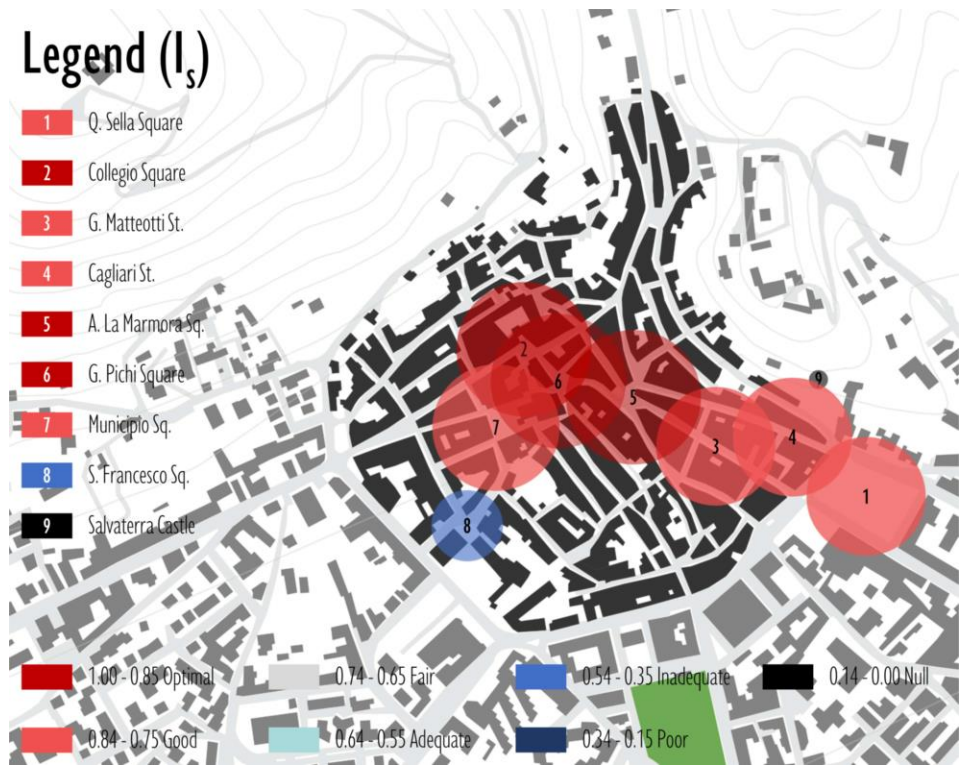 Legend (Is)
1 Q. Sella Square
2 Collegio Square
3 G. Matteotti St.
4 Cagliari St.
5 A. La Marmora Sq.
6 G. Pichi Square
7 Municipio Sq.
8 S. Francesco Sq.
9 Salvaterra Castle
2
6
5
7
3
4
9
1
8
1.00 - 0.85 Optimal
0.74 - 0.65 Fair
0.54 - 0.35 Inadequate
0.14 - 0.00 Null
0.84 - 0.75 Good
0.64 - 0.55 Adequate
0.34 - 0.15 Poor